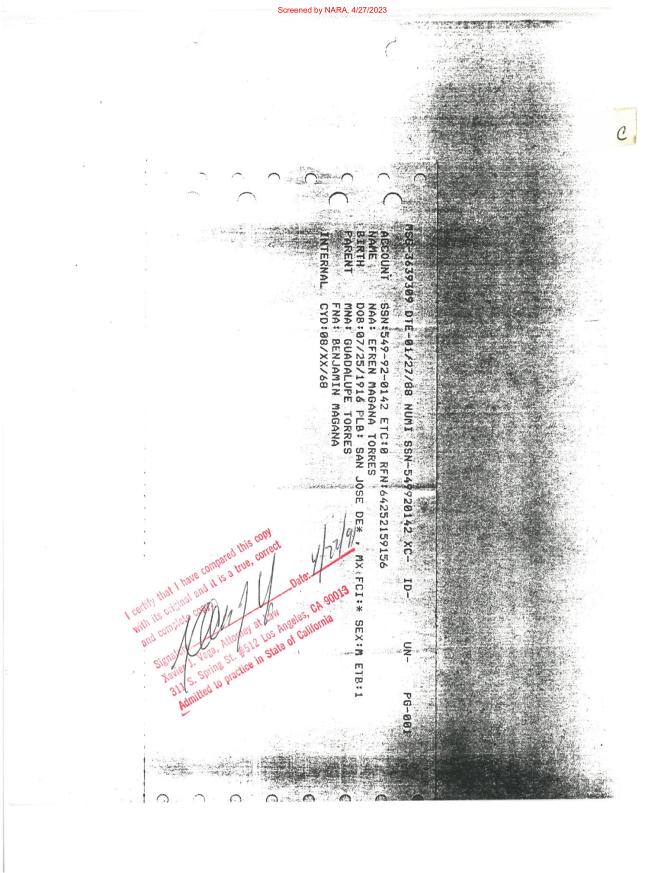 Screened by NARA, 4/27/2023
C
MSG-3639309 DTE-01/27/88 NUMI SSN-549920142 XC- ID- UN- PG-001
ACCOUNT SSN:549-92-0142 ETC:0 RFN:64252159156
NAME NAA: EFREN MAGANA TORRES
BIRTH DOB:07/25/1916 PLB: SAN JOSE DE* , MX FCI:* SEX:M ETB:1
PARENT MNA: GUADALUPE TORRES
FNA: BENJAMIN MAGANA
INTERNAL CYD:08/XX/68
I certify that I have compared this copy
with its original and it is a true, correct
and complete copy.
Date: 4/22/91
Xavier J. Vega, Attorney at Law
311 S. Spring St. #512 Los Angeles, CA 90013
Admitted to practice in State of California